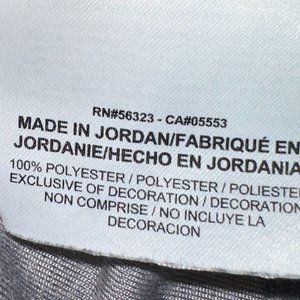 RN#56323 - CA#05553
MADE IN JORDAN/FABRIQUÉ EN
JORDANIE/HECHO EN JORDANIA
100% POLYESTER / POLYESTER / POLIESTER
EXCLUSIVE OF DECORATION / DECORATION
NON COMPRISE / NO INCLUYE LA
DECORACION